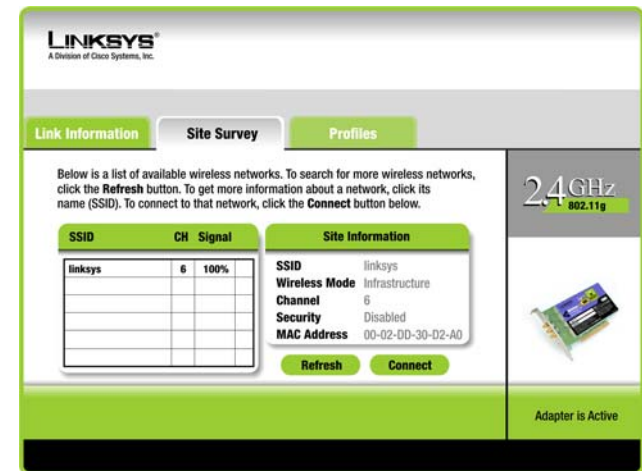 LINKSYS®
A Division of Cisco Systems, Inc.
Link Information Site Survey Profiles
Below is a list of available wireless networks. To search for more wireless networks,
click the Refresh button. To get more information about a network, click its
name (SSID). To connect to that network, click the Connect button below.
2.4GHz
802.11g
SSID CH Signal
linksys 6 100%
Site Information
SSID linksys
Wireless Mode Infrastructure
Channel 6
Security Disabled
MAC Address 00-02-DD-30-D2-A0
Refresh Connect
Adapter is Active